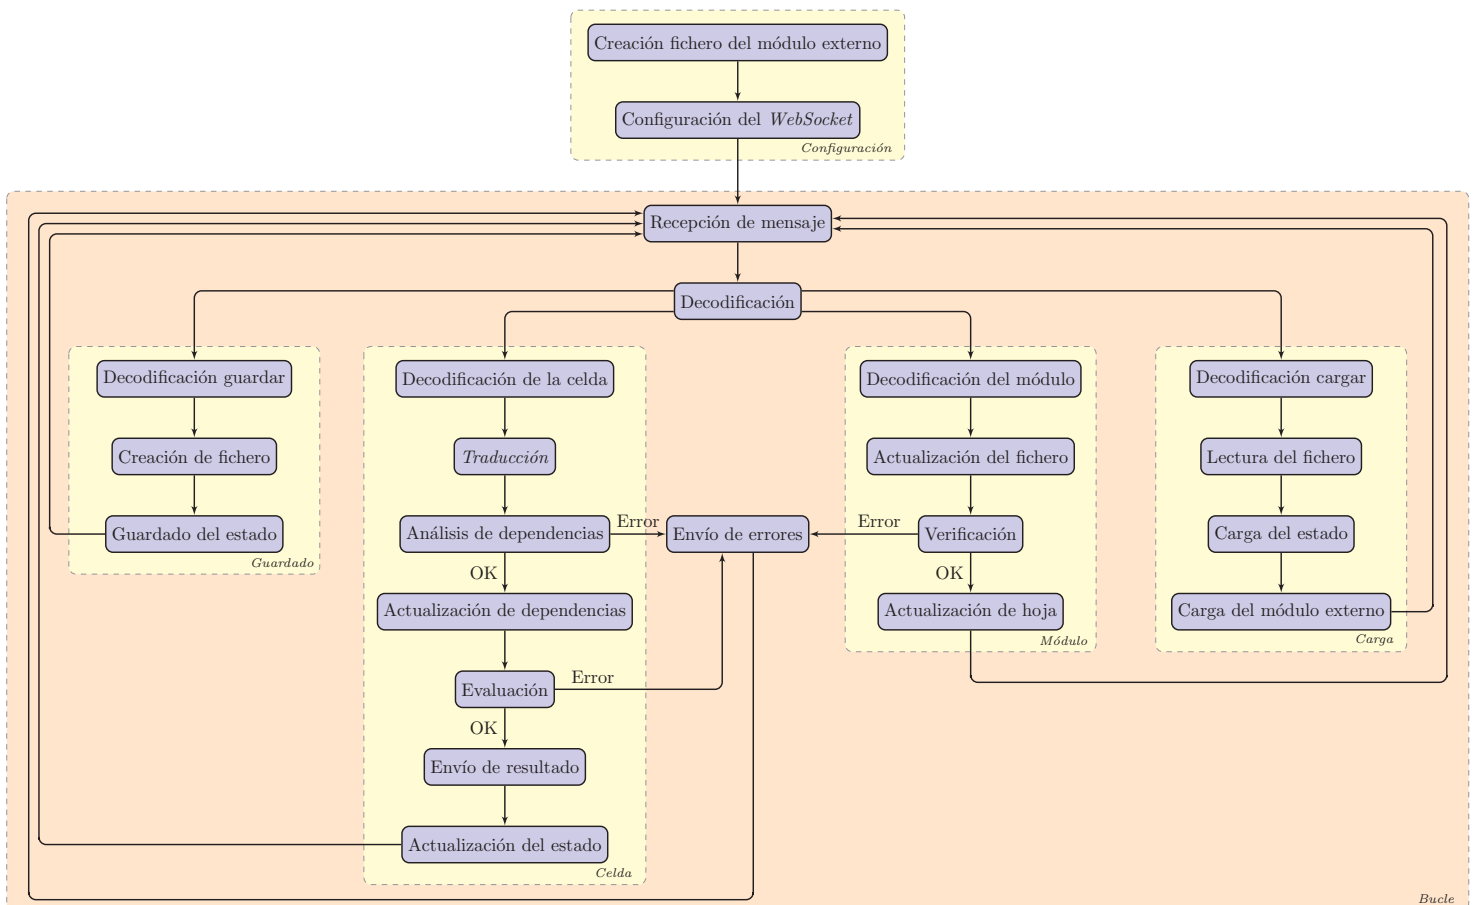 Creación fichero del módulo externo
Configuración del WebSocket
Configuración
Recepción de mensaje
Decodificación
Decodificación guardar
Creación de fichero
Guardado del estado
Guardado
Decodificación de la celda
Traducción
Análisis de dependencias
Error
OK
Actualización de dependencias
Evaluación
Error
OK
Envío de resultado
Actualización del estado
Celda
Envío de errores
Decodificación del módulo
Actualización del fichero
Error
Verificación
OK
Actualización de hoja
Módulo
Decodificación cargar
Lectura del fichero
Carga del estado
Carga del módulo externo
Carga
Bucle